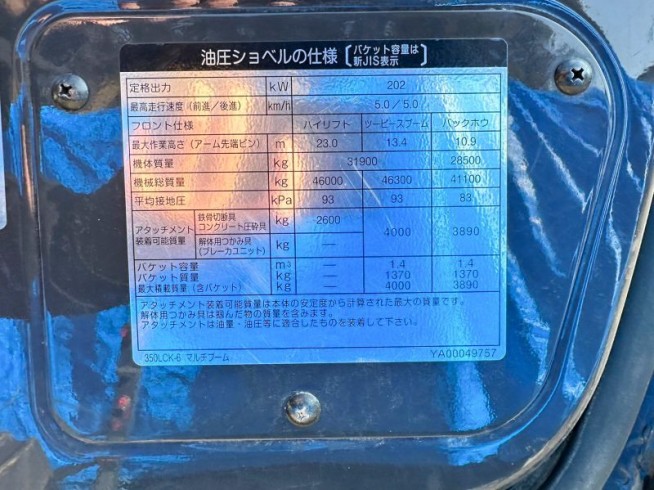 油圧ショベルの仕様〔バケット容量は新JIS表示〕
定格出力 kW 202
最高走行速度（前進／後進） km/h 5.0／5.0
フロント仕様 ハイリフト ツーピースブーム バックホウ
最大作業高さ（アーム先端ピン） m 23.0 13.4 10.9
機体質量 kg 31900 28500
機械総質量 kg 46000 46300 41100
平均接地圧 kPa 93 93 83
アタッチメント装着可能質量 鉄骨切断具 コンクリート圧砕具 kg 2600 4000 3890
解体用つかみ具（ブレーカユニット） kg —
バケット容量 m³ — 1.4 1.4
バケット質量 kg — 1370 1370
最大積載質量（含バケット） kg — 4000 3890
アタッチメント装着可能質量は本体の安定度から計算された最大の質量です。
解体用つかみ具は掴んだ物の質量を含みます。
アタッチメントは油量・油圧等に適合したものを装着して下さい。
350LCK-6 マルチブーム YA00049757